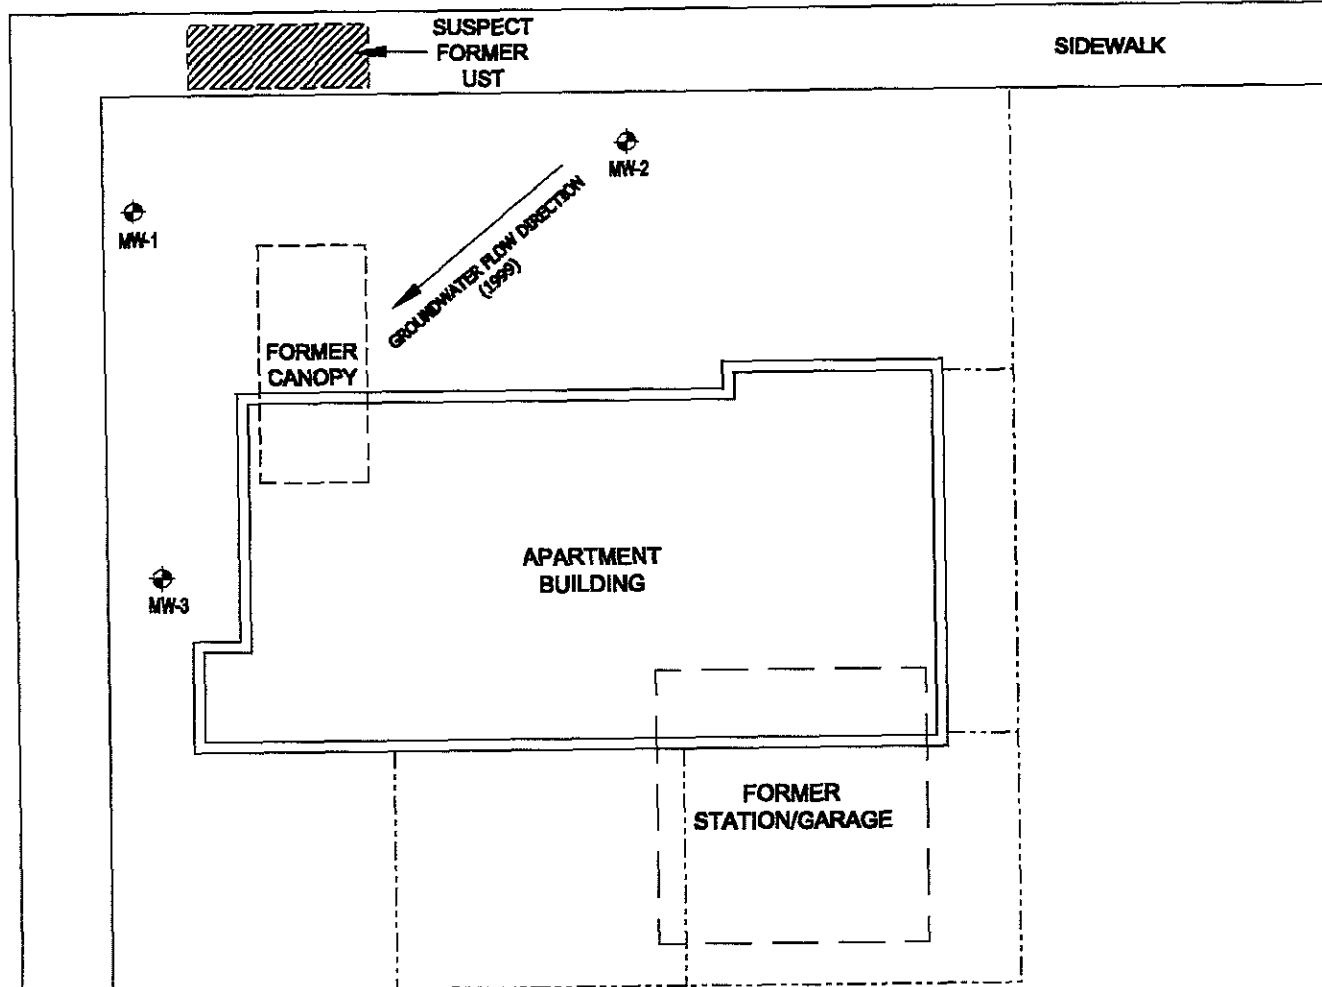 SUSPECT
FORMER
UST
SIDEWALK
MW-2
MW-1
GROUNDWATER FLOW DIRECTION
(1999)
FORMER
CANOPY
APARTMENT
BUILDING
MW-3
FORMER
STATION/GARAGE